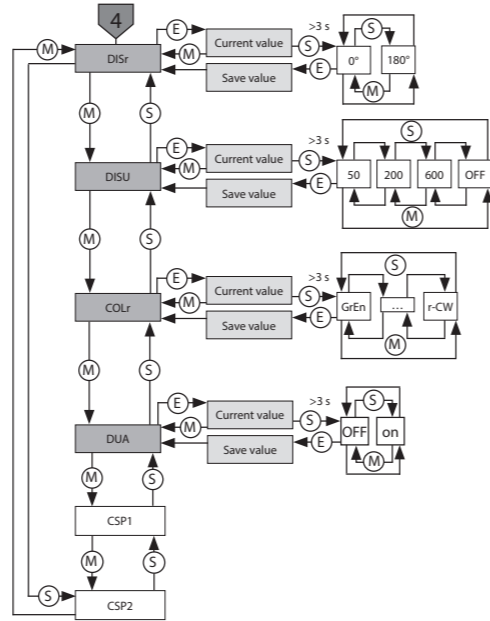 4
M
DISr
E
Current value
M
Save value
>3 s
S
E
S
0°
180°
M
M
S
DISU
E
Current value
M
Save value
>3 s
S
E
S
50
200
600
OFF
M
M
S
COLr
E
Current value
M
Save value
>3 s
S
E
S
GrEn
...
r-CW
M
M
S
DUA
E
Current value
M
Save value
>3 s
S
E
S
OFF
on
M
M
S
CSP1
M
S
S
CSP2